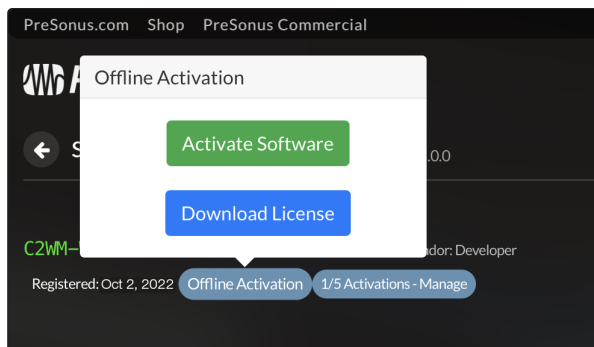 PreSonus.com Shop PreSonus Commercial
Offline Activation
Activate Software
.0.0
Download License
C2WM-
dor: Developer
Registered: Oct 2, 2022 Offline Activation 1/5 Activations - Manage